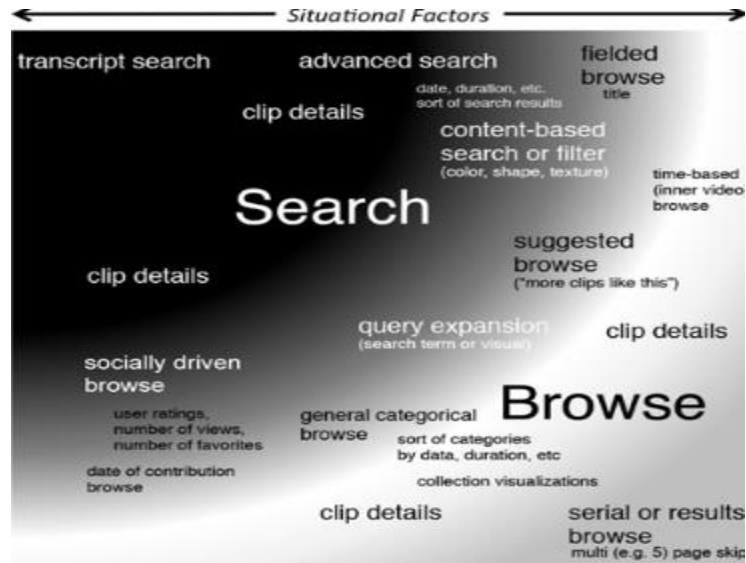 Situational Factors
transcript search
advanced search
fielded
browse
title
date, duration, etc.
sort of search results
clip details
content-based
search or filter
(color, shape, texture)
time-based
(inner video
browse
Search
suggested
browse
("more clips like this")
clip details
query expansion
(search term or visual)
clip details
socially driven
browse
Browse
user ratings,
number of views,
number of favorites
general categorical
browse
sort of categories
by data, duration, etc
date of contribution
browse
collection visualizations
clip details
serial or results
browse
multi (e.g. 5) page skip